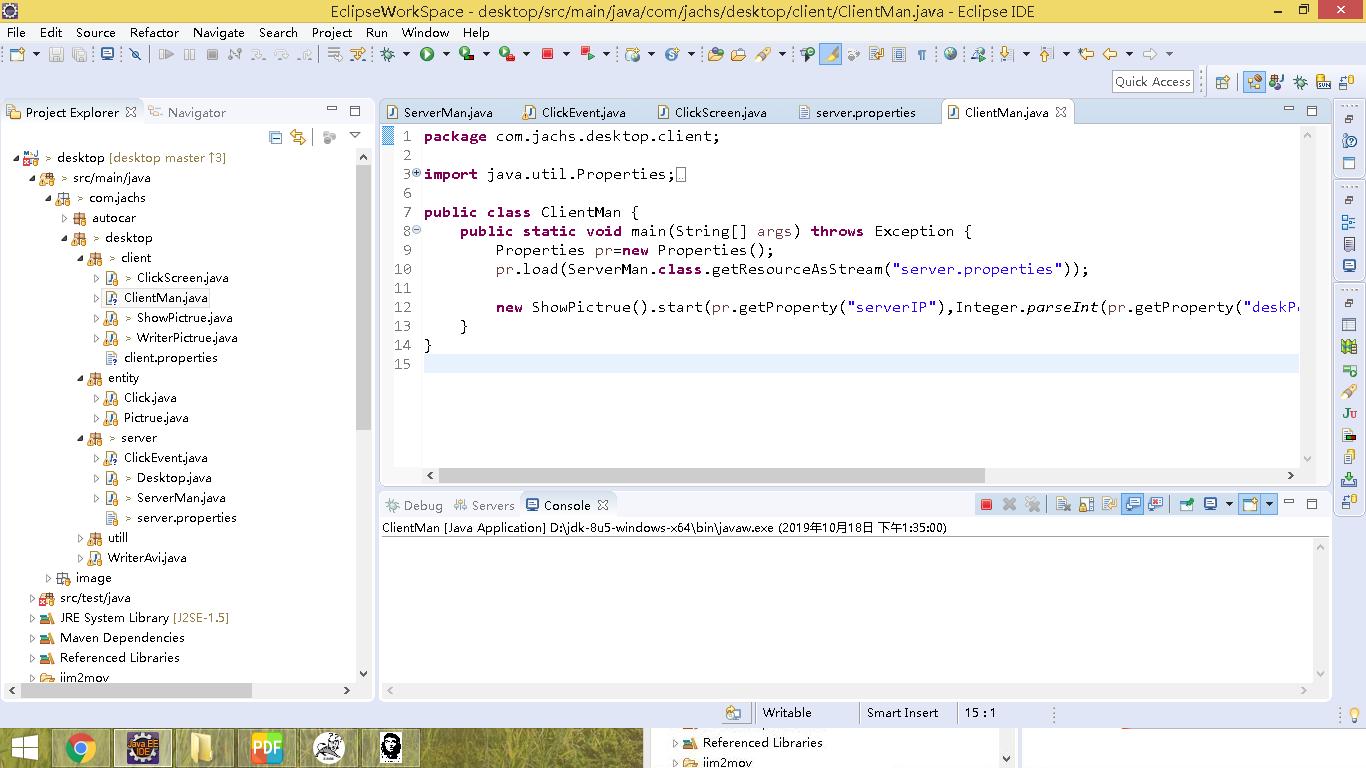 EclipseWorkSpace - desktop/src/main/java/com/jachs/desktop/client/ClientMan.java - Eclipse IDE
File Edit Source Refactor Navigate Search Project Run Window Help
Quick Access
Project Explorer
Navigator
> desktop [desktop master ↑3]
> src/main/java
> com.jachs
autocar
> desktop
> client
> ClickScreen.java
ClientMan.java
> ShowPictrue.java
> WriterPictrue.java
client.properties
entity
Click.java
Pictrue.java
> server
ClickEvent.java
> Desktop.java
> ServerMan.java
> server.properties
utill
WriterAvi.java
image
src/test/java
JRE System Library [J2SE-1.5]
Maven Dependencies
Referenced Libraries
jim2mov
ServerMan.java
ClickEvent.java
ClickScreen.java
server.properties
ClientMan.java
1 package com.jachs.desktop.client;
2
3 import java.util.Properties;
6
7 public class ClientMan {
8 public static void main(String[] args) throws Exception {
9 Properties pr=new Properties();
10 pr.load(ServerMan.class.getResourceAsStream("server.properties"));
11
12 new ShowPictrue().start(pr.getProperty("serverIP"),Integer.parseInt(pr.getProperty("deskP
13 }
14 }
15
Debug
Servers
Console
ClientMan [Java Application] D:\jdk-8u5-windows-x64\bin\javaw.exe (2019年10月18日 下午1:35:00)
Writable
Smart Insert
15 : 1
Java EE
IDE
PDF
Referenced Libraries
jim2mov